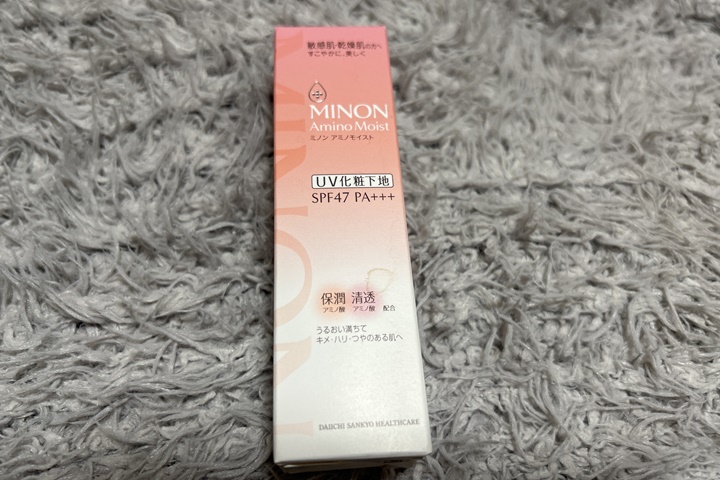 敏感肌・乾燥肌の方へ
すこやかに、美しく
MINON
Amino Moist
ミノン アミノモイスト
UV化粧下地
SPF47 PA+++
保潤 清透
アミノ酸 アミノ酸 配合
うるおい満ちて
キメ・ハリ・つやのある肌へ
DAIICHI SANKYO HEALTHCARE
MINON